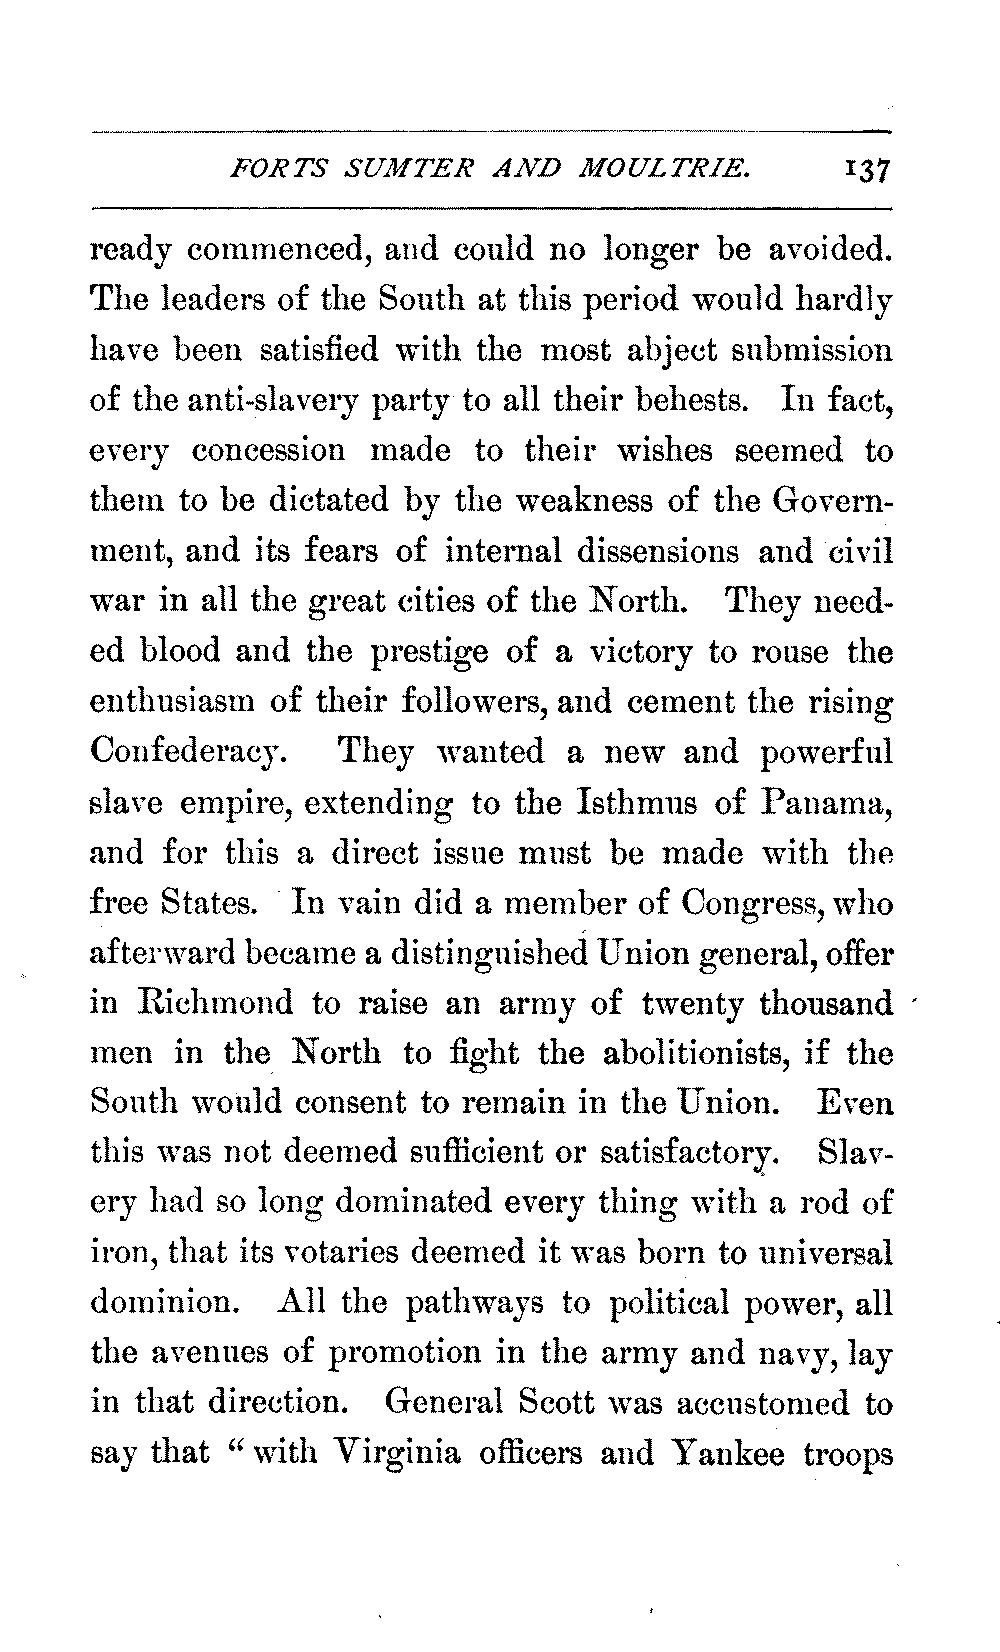 FORTS SUMTER AND MOULTRIE. 137
ready commenced, and could no longer be avoided.
The leaders of the South at this period would hardly
have been satisfied with the most abject submission
of the anti-slavery party to all their behests. In fact,
every concession made to their wishes seemed to
them to be dictated by the weakness of the Govern-
ment, and its fears of internal dissensions and civil
war in all the great cities of the North. They need-
ed blood and the prestige of a victory to rouse the
enthusiasm of their followers, and cement the rising
Confederacy. They wanted a new and powerful
slave empire, extending to the Isthmus of Panama,
and for this a direct issue must be made with the
free States. In vain did a member of Congress, who
afterward became a distinguished Union general, offer
in Richmond to raise an army of twenty thousand
men in the North to fight the abolitionists, if the
South would consent to remain in the Union. Even
this was not deemed sufficient or satisfactory. Slav-
ery had so long dominated every thing with a rod of
iron, that its votaries deemed it was born to universal
dominion. All the pathways to political power, all
the avenues of promotion in the army and navy, lay
in that direction. General Scott was accustomed to
say that “with Virginia officers and Yankee troops